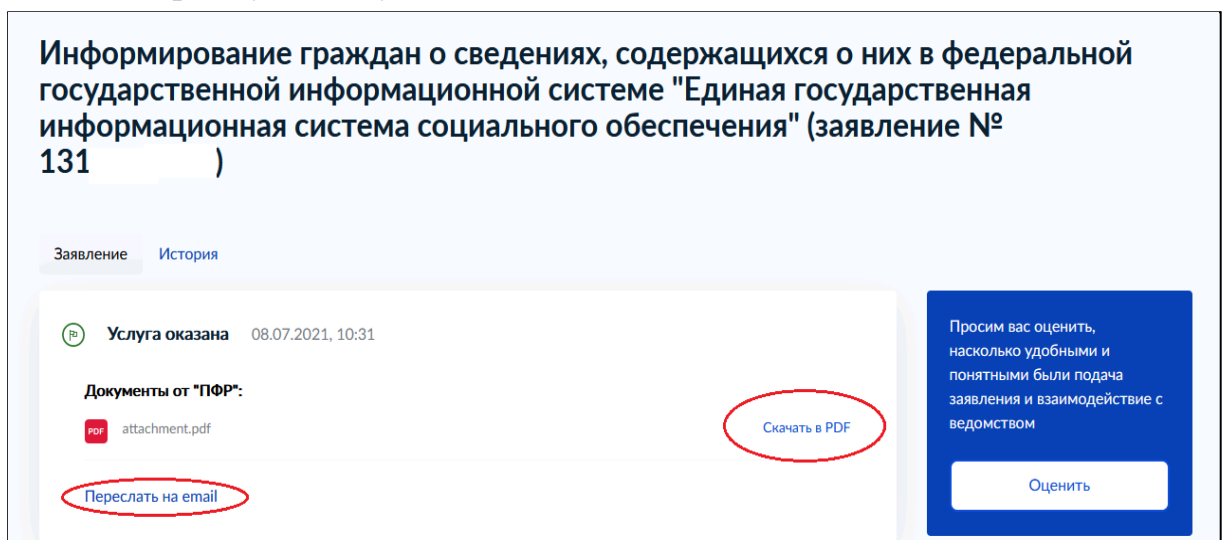 Информирование граждан о сведениях, содержащихся о них в федеральной
государственной информационной системе "Единая государственная
информационная система социального обеспечения" (заявление №
131 )
Заявление
История
Услуга оказана 08.07.2021, 10:31
Документы от "ПФР":
PDF attachment.pdf
Скачать в PDF
Переслать на email
Просим вас оценить,
насколько удобными и
понятными были подача
заявления и взаимодействие с
ведомством
Оценить